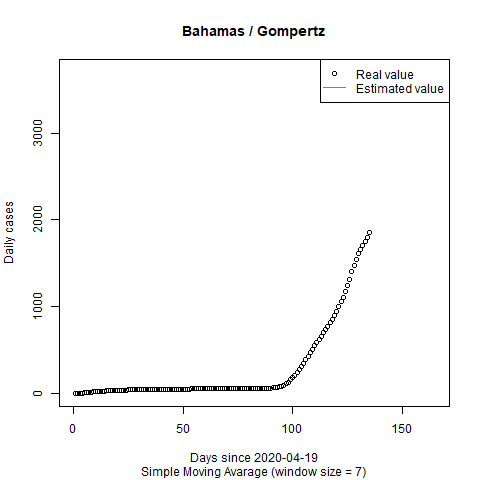 Bahamas / Gompertz
Real value
Estimated value
3000
2000
1000
0
Daily cases
0 50 100 150
Days since 2020-04-19
Simple Moving Avarage (window size = 7)